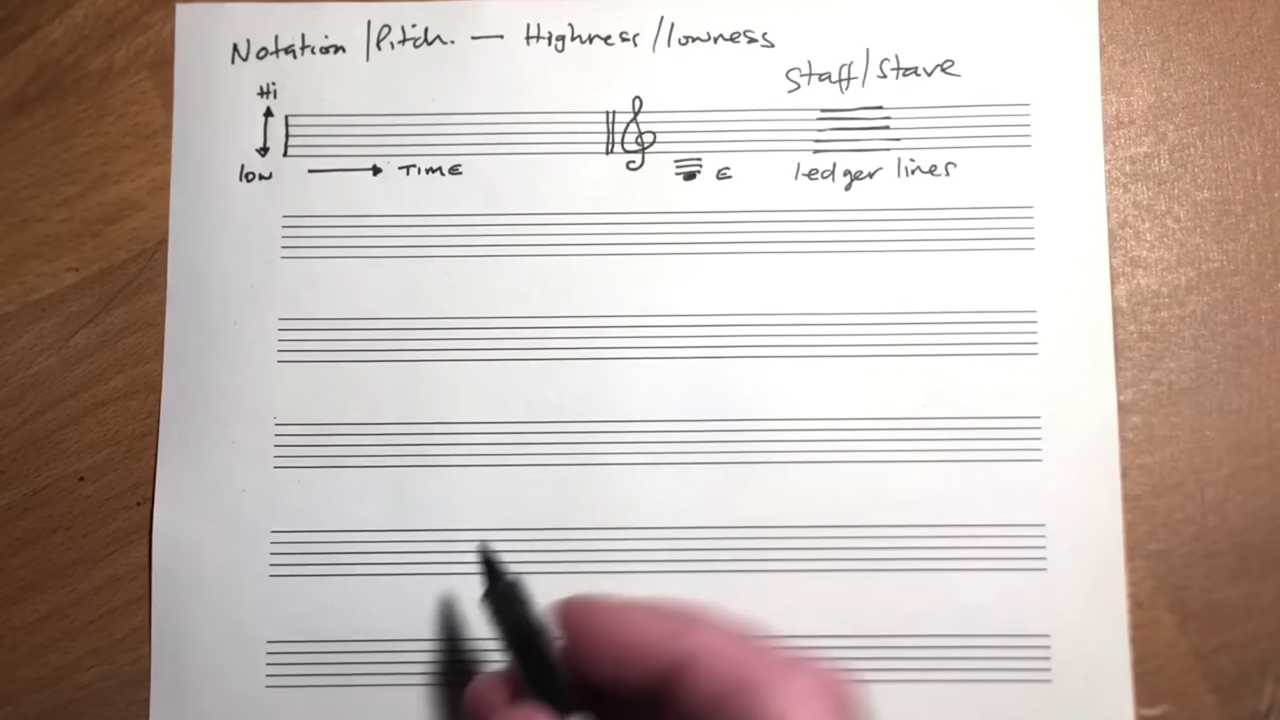 Notation / Pitch. — Highness / lowness
Staff/Stave
Hi
low
TIME
E
ledger lines